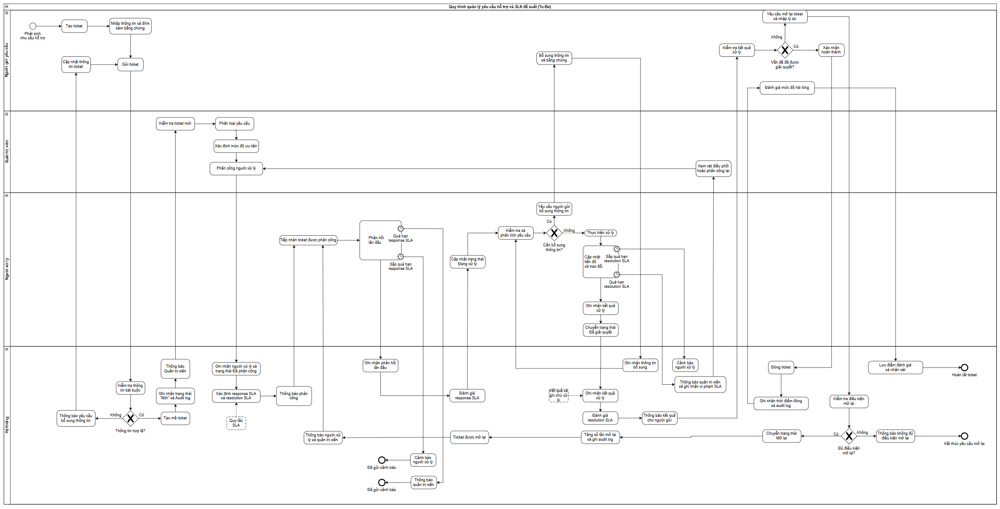 Quy trình quản lý yêu cầu hỗ trợ và SLA đề xuất (To-Be)
Người gửi yêu cầu
Phát sinh
nhu cầu hỗ trợ
Tạo ticket
Nhập thông tin và đính
kèm bằng chứng
Cập nhật thông
tin ticket
Gửi ticket
Bổ sung thông tin
và bằng chứng
Yêu cầu mở lại ticket
và nhập lý do
Không
Kiểm tra kết quả
xử lý
Có
Xác nhận
hoàn thành
Vấn đề đã được
giải quyết?
Đánh giá mức độ hài lòng
Quản trị viên
Kiểm tra ticket mới
Phân loại yêu cầu
Xác định mức độ ưu tiên
Phân công người xử lý
Xem xét điều phối
hoặc phân công lại
Người xử lý
Yêu cầu người gửi
bổ sung thông tin
Có
Tiếp nhận ticket được phân công
Phản hồi
lần đầu
Quá hạn
response SLA
Sắp quá hạn
response SLA
Cập nhật trạng thái
Đang xử lý
Kiểm tra và
phân tích yêu cầu
Không
Cần bổ sung
thông tin?
Thực hiện xử lý
Cập nhật
tiến độ
và trao đổi
Sắp quá hạn
resolution SLA
Quá hạn
resolution SLA
Ghi nhận kết quả
xử lý
Chuyển trạng thái
Đã giải quyết
Hệ thống
Thông báo
Quản trị viên
Kiểm tra thông
tin bắt buộc
Ghi nhận trạng thái
"Mới" và Audit log
Thông báo yêu cầu
bổ sung thông tin
Không
Có
Thông tin hợp lệ?
Tạo mã ticket
Ghi nhận người xử lý và
trạng thái Đã phân công
Xác định response SLA
và resolution SLA
Quy tắc
SLA
Thông báo phân
công
Thông báo người xử
lý và quản trị viên
Ghi nhận phản hồi
lần đầu
Đánh giá
response SLA
Tiicket được mở lại
Đã gửi cảnh báo
Cảnh báo
người xử lý
Đã gửi cảnh báo
Thông báo
quản trị viên
Kết quả và
ghi chú xử
lý
Ghi nhận kết quả
xử lý
Đánh giá
resolution SLA
Tăng số lần mở lại
và ghi audit log
Ghi nhận thông tin
bổ sung
Cảnh báo
người xử lý
Thông báo quản trị viên
và ghi nhận vi phạm SLA
Thông báo kết quả
cho người gửi
Đóng ticket
Ghi nhận thời điểm đóng
và audit log
Chuyển trạng thái
Mở lại
Lưu điểm đánh giá
và nhận xét
Hoàn tất ticket
Kiểm tra điều kiện
mở lại
Có
Không
Đủ điều kiện
mở lại?
Thông báo không đủ
điều kiện mở lại
Kết thúc yêu cầu mở lại